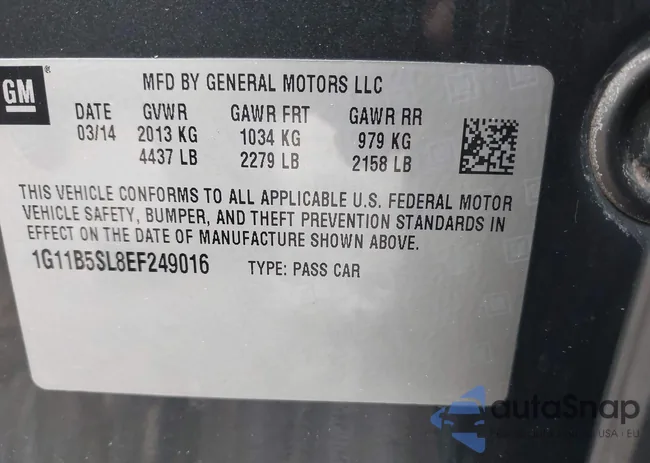 GM
MFD BY GENERAL MOTORS LLC
DATE GVWR GAWR FRT GAWR RR
03/14 2013 KG 1034 KG 979 KG
4437 LB 2279 LB 2158 LB
THIS VEHICLE CONFORMS TO ALL APPLICABLE U.S. FEDERAL MOTOR
VEHICLE SAFETY, BUMPER, AND THEFT PREVENTION STANDARDS IN
EFFECT ON THE DATE OF MANUFACTURE SHOWN ABOVE.
1G11B5SL8EF249016 TYPE: PASS CAR
autoSnap
USA - EU